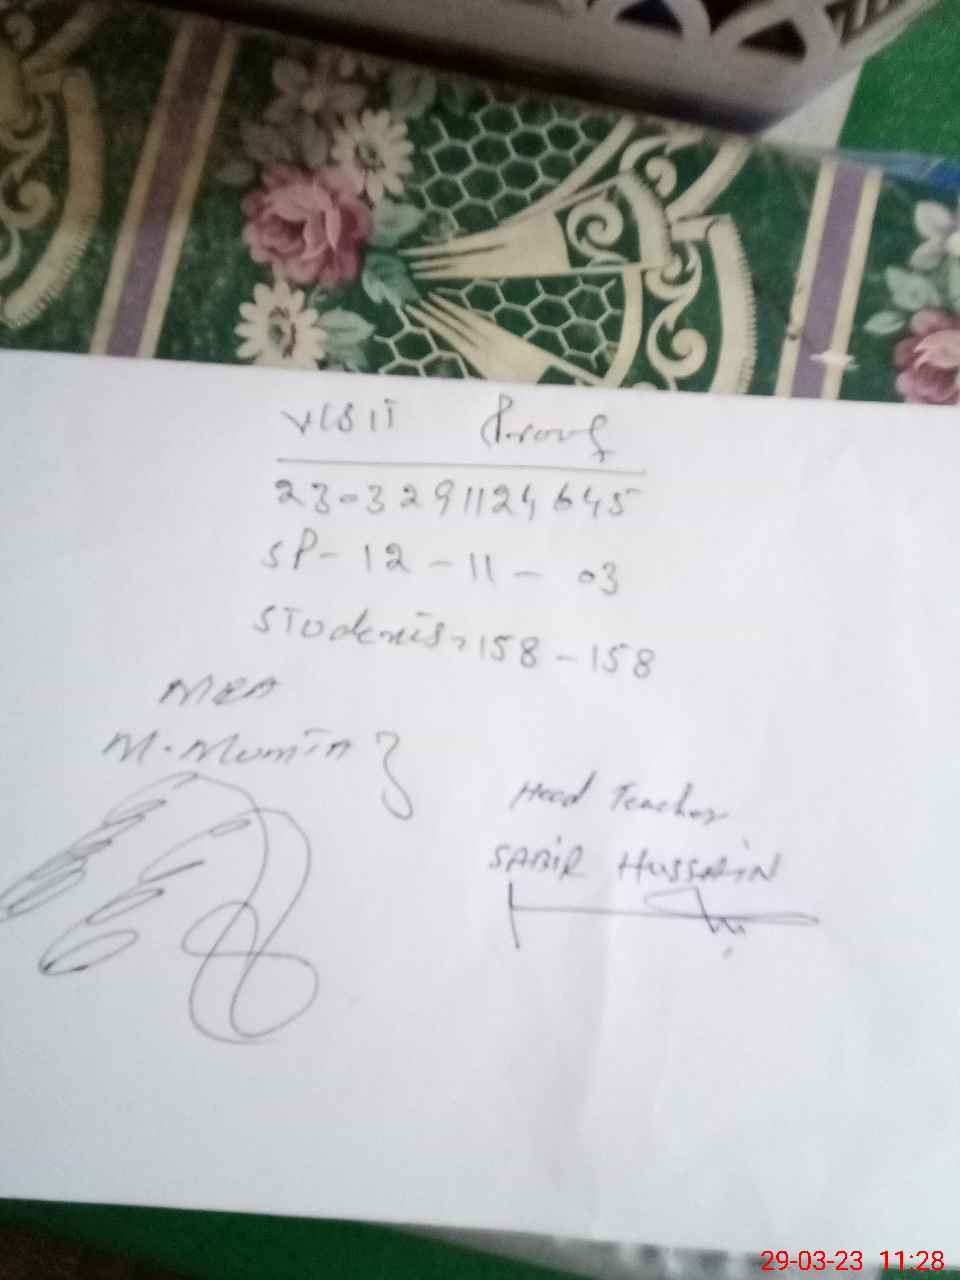 VISIT Proof
23-3291124645
SP-12-11-03
STUdents=158-158
MEA
M. Mumtaz
Head Teacher
SABIR HUSSAIN
29-03-23 11:28